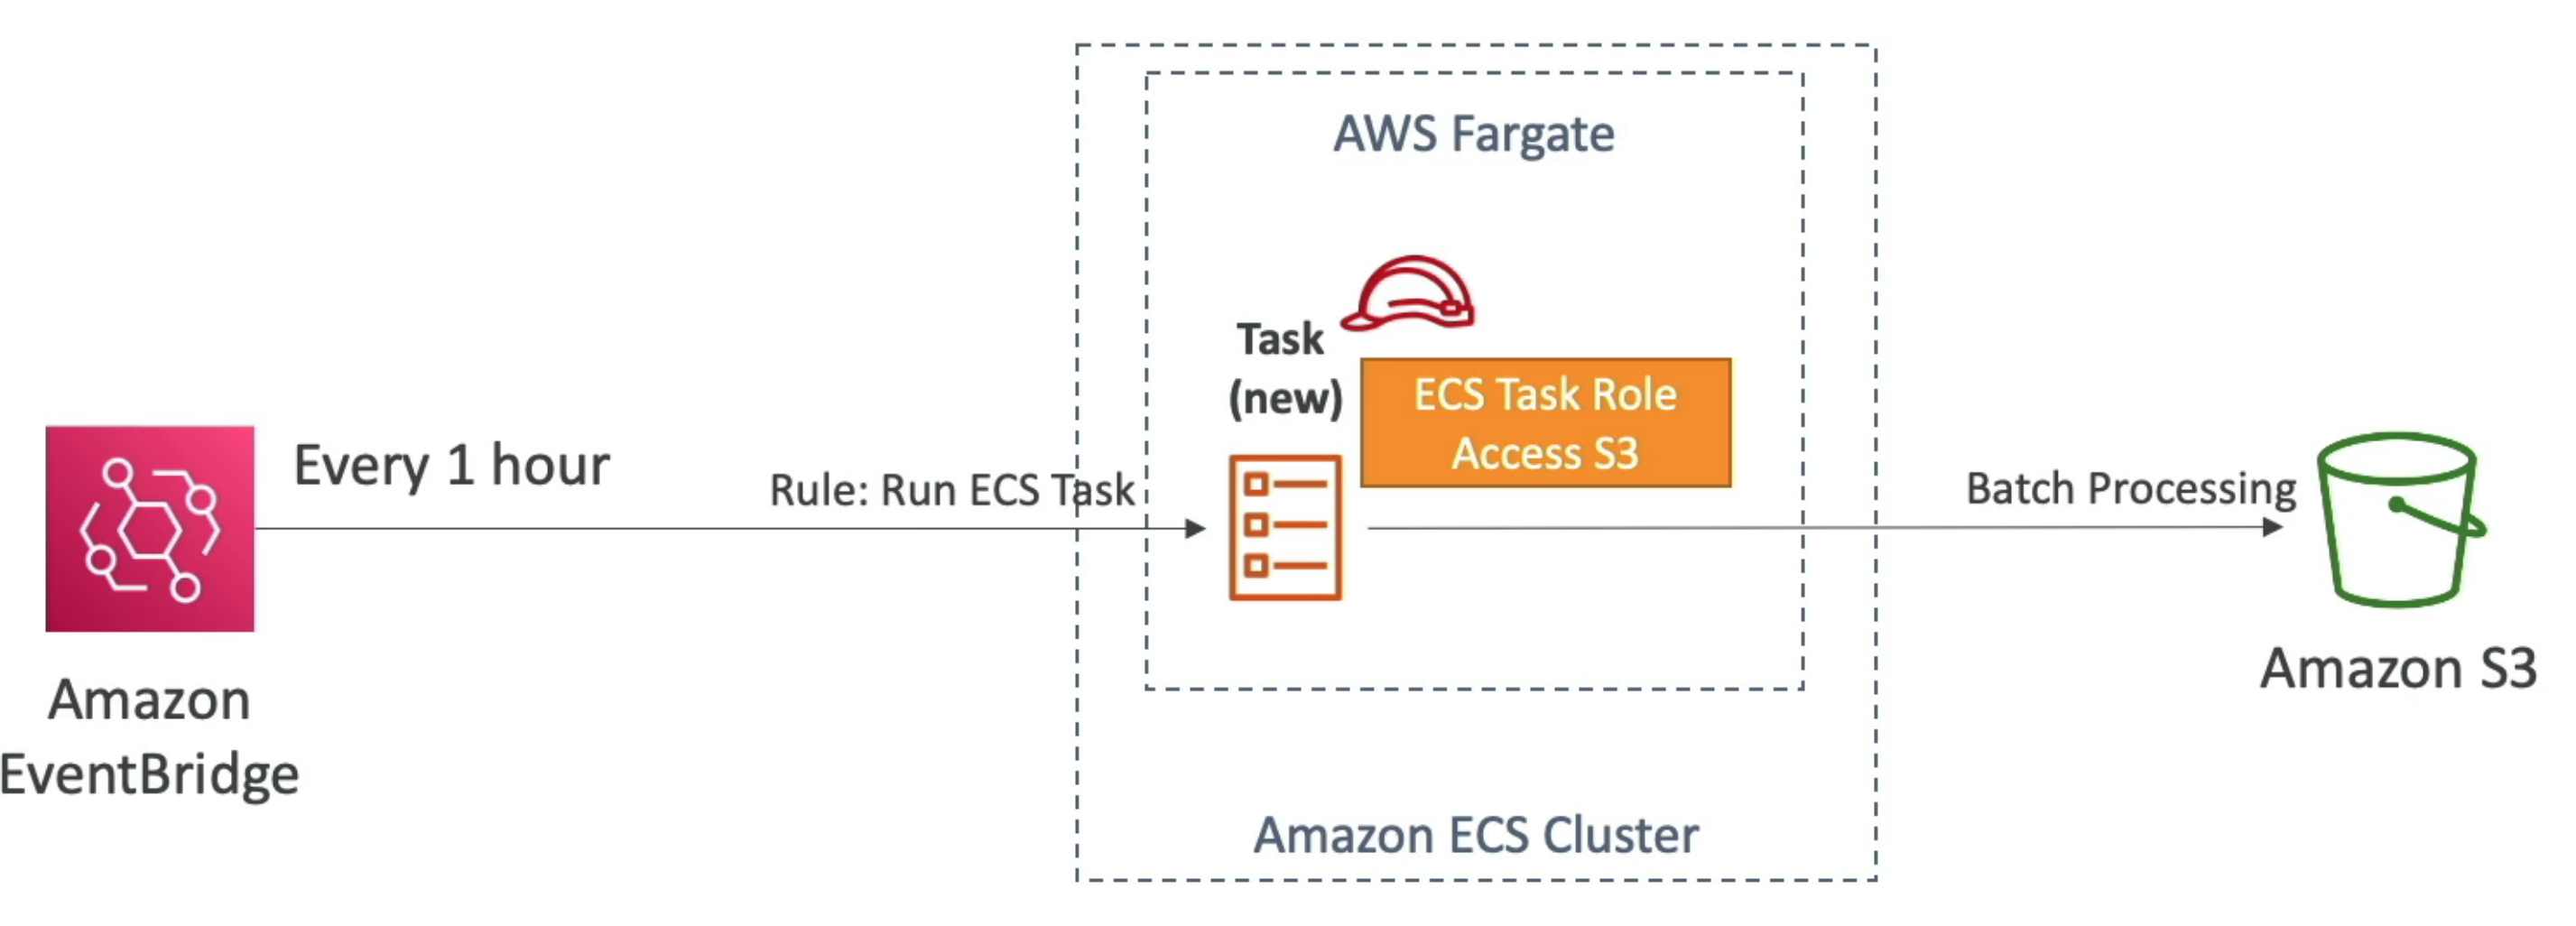 AWS Fargate
Task
(new)
ECS Task Role
Access S3
Every 1 hour
Rule: Run ECS Task
Batch Processing
Amazon
EventBridge
Amazon S3
Amazon ECS Cluster